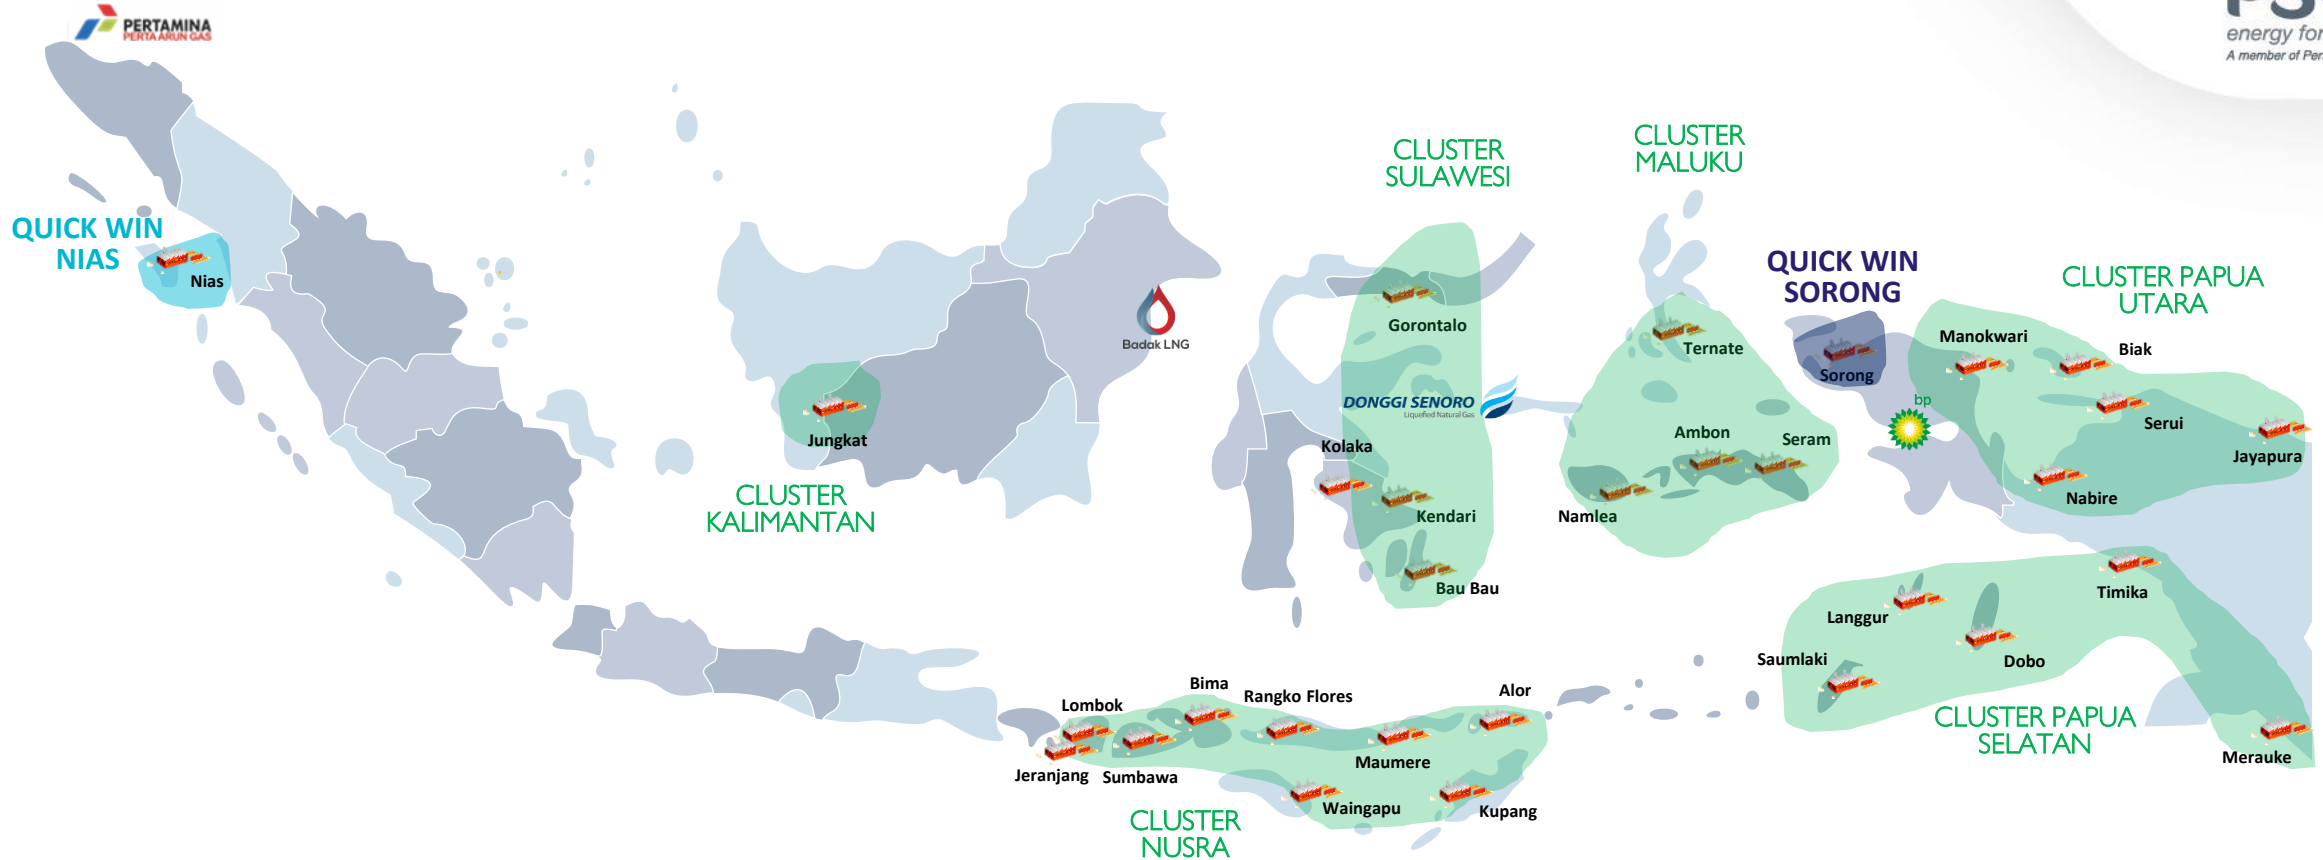 PERTAMINA
PERTA ARUN GAS
energy for
A member of Per
QUICK WIN
NIAS
Nias
Badak LNG
Jungkat
CLUSTER
KALIMANTAN
CLUSTER
SULAWESI
Gorontalo
DONGGI SENORO
Liquefied Natural Gas
Kolaka
Kendari
Bau Bau
CLUSTER
MALUKU
Ternate
Ambon
Seram
Namlea
QUICK WIN
SORONG
Sorong
bp
CLUSTER PAPUA
UTARA
Manokwari
Biak
Serui
Jayapura
Nabire
Timika
Langgur
Dobo
Saumlaki
CLUSTER PAPUA
SELATAN
Merauke
Bima
Rangko Flores
Alor
Lombok
Maumere
Jeranjang
Sumbawa
Waingapu
Kupang
CLUSTER
NUSRA